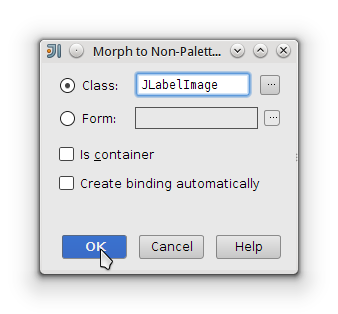 Morph to Non-Palett...
Class: JLabelImage ...
Form: ...
Is container
Create binding automatically
OK Cancel Help